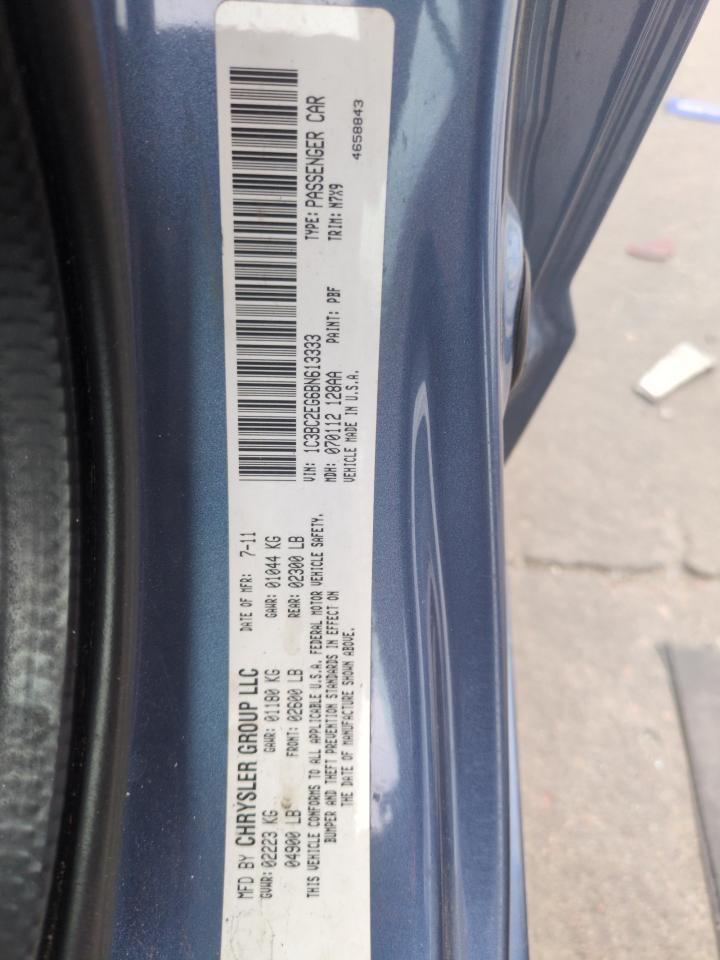 MFD BY CHRYSLER GROUP LLC DATE OF MFR: 7-11
GVWR: 02223 KG GAWR: 01180 KG GAWR: 01044 KG
04900 LB FRONT: 02600 LB REAR: 02300 LB
THIS VEHICLE CONFORMS TO ALL APPLICABLE U.S.A. FEDERAL MOTOR VEHICLE SAFETY,
BUMPER AND THEFT PREVENTION STANDARDS IN EFFECT ON
THE DATE OF MANUFACTURE SHOWN ABOVE.
VIN: 1C3BC2EG6BN613333 TYPE: PASSENGER CAR
MDH: 070112 128AA PAINT: PBF TRIM: N7X9
VEHICLE MADE IN U.S.A. 4658843